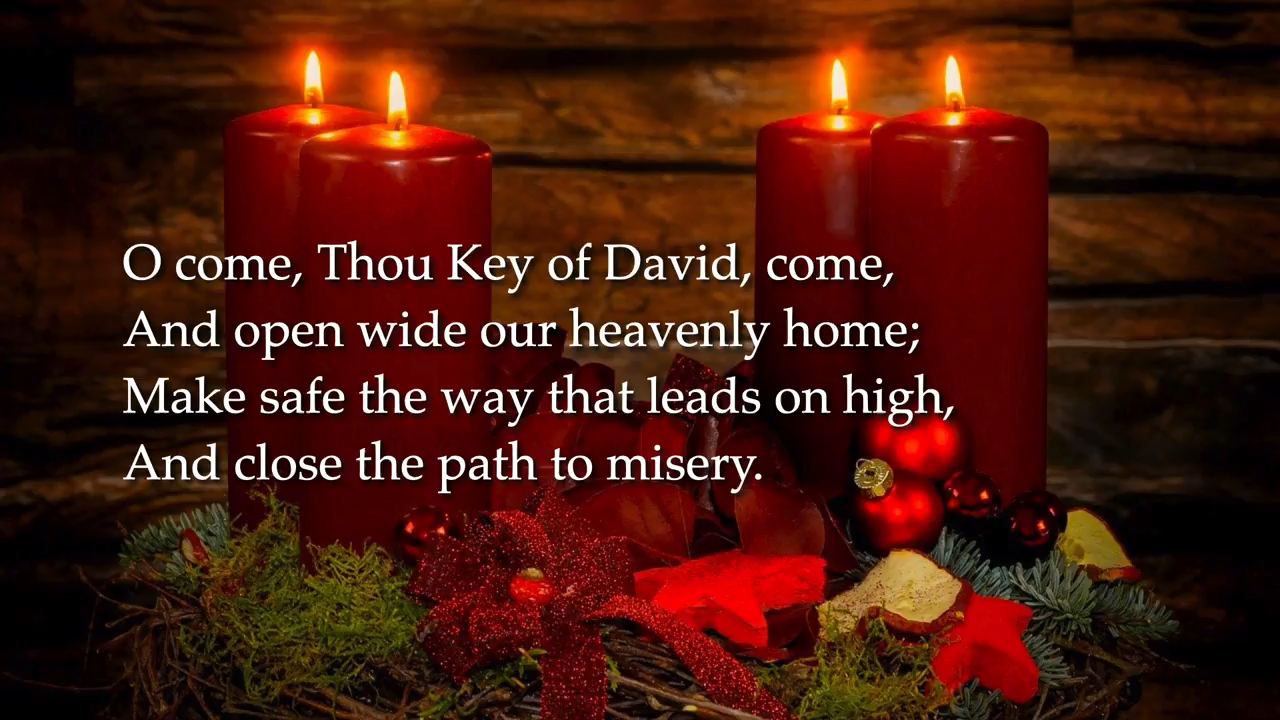 O come, Thou Key of David, come,
And open wide our heavenly home;
Make safe the way that leads on high,
And close the path to misery.